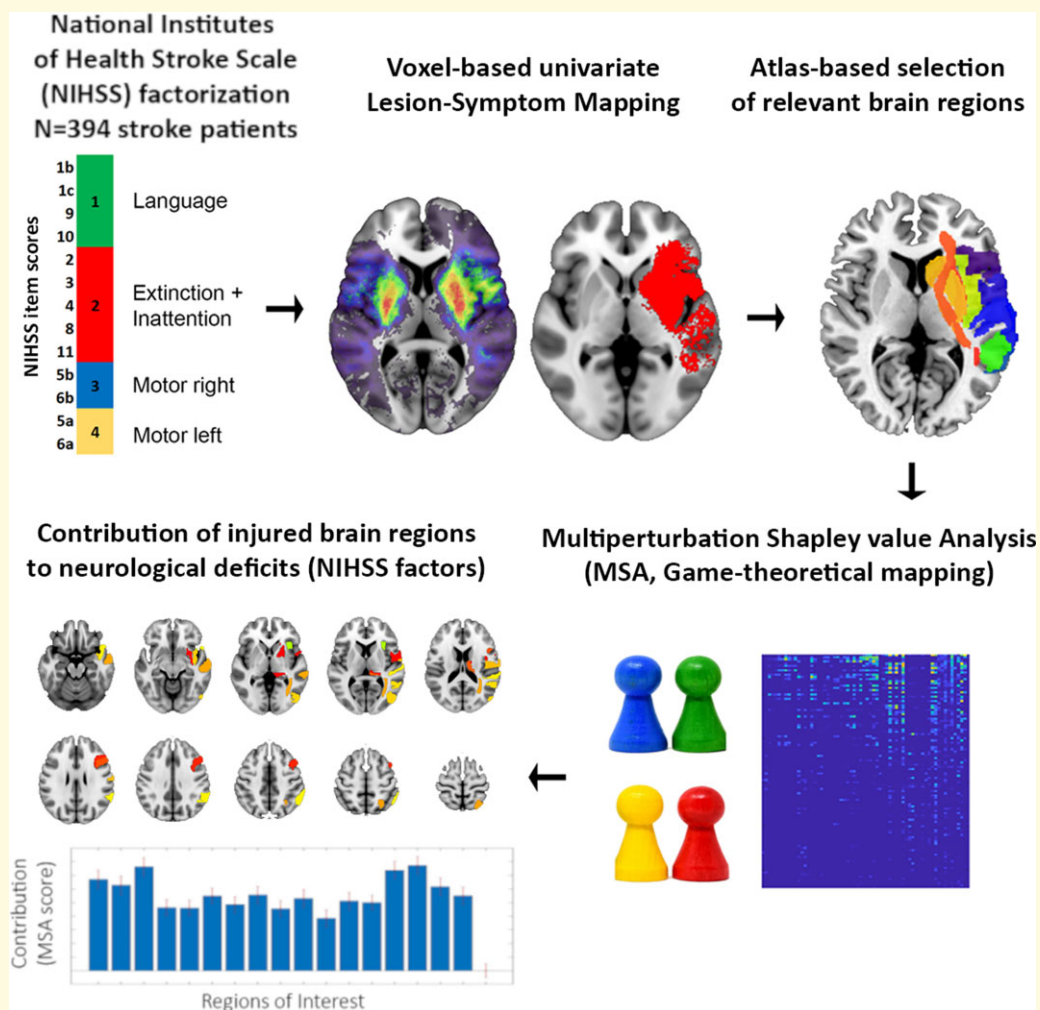 National Institutes
of Health Stroke Scale
(NIHSS) factorization
N=394 stroke patients
Voxel-based univariate
Lesion-Symptom Mapping
Atlas-based selection
of relevant brain regions
NIHSS item scores
1b
1c
9
10
2
3
4
8
11
5b
6b
5a
6a
1
2
3
4
Language
Extinction +
Inattention
Motor right
Motor left
Contribution of injured brain regions
to neurological deficits (NIHSS factors)
Multiperturbation Shapley value Analysis
(MSA, Game-theoretical mapping)
Contribution
(MSA score)
Regions of Interest